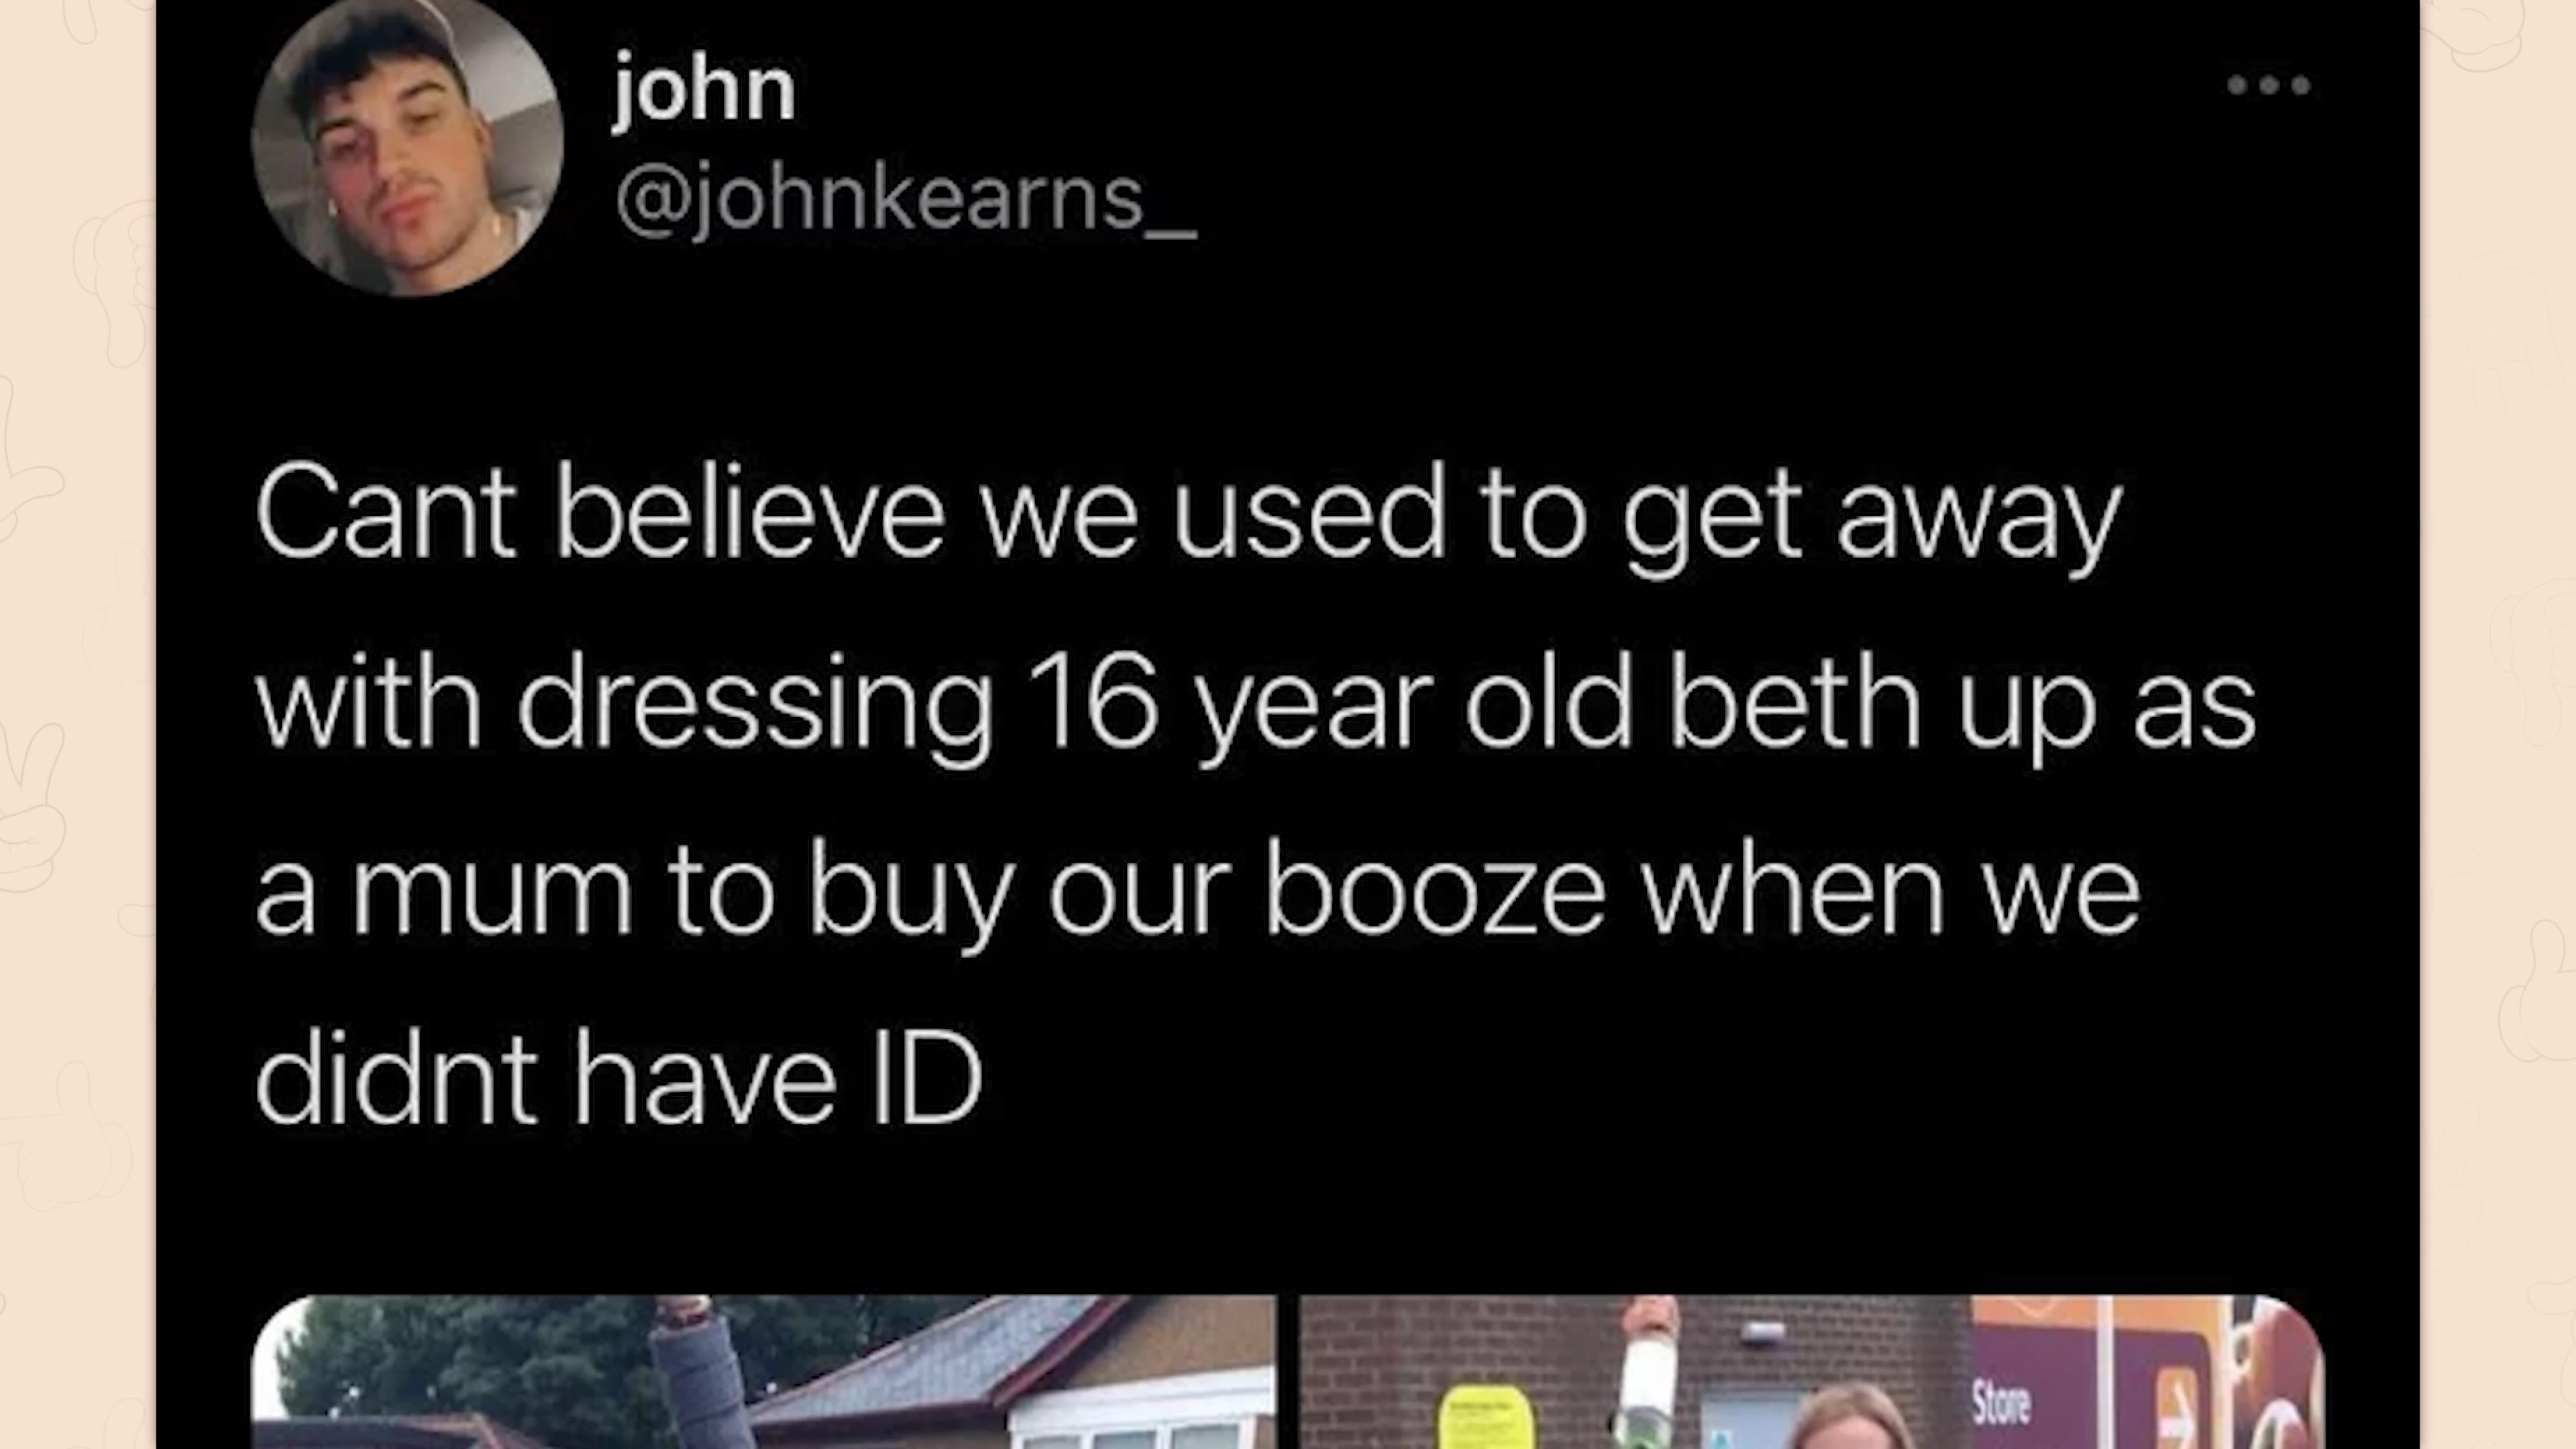 john
@johnkearns_
Cant believe we used to get away
with dressing 16 year old beth up as
a mum to buy our booze when we
didnt have ID
Store